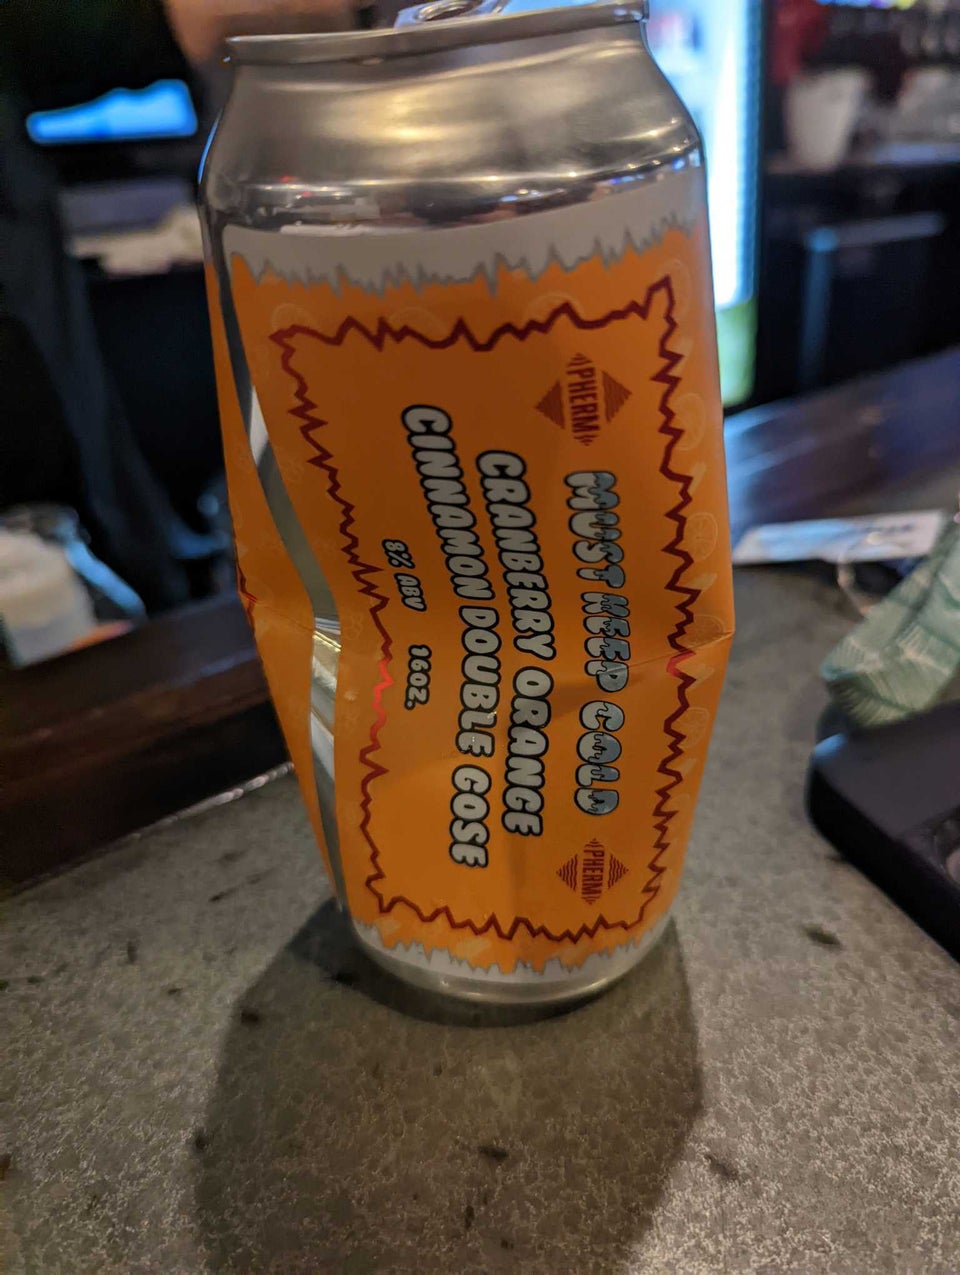 PHERM
MUST KEEP COLD
PHERM
CRANBERRY ORANGE
CINNAMON DOUBLE GOSE
8% ABV 16OZ.